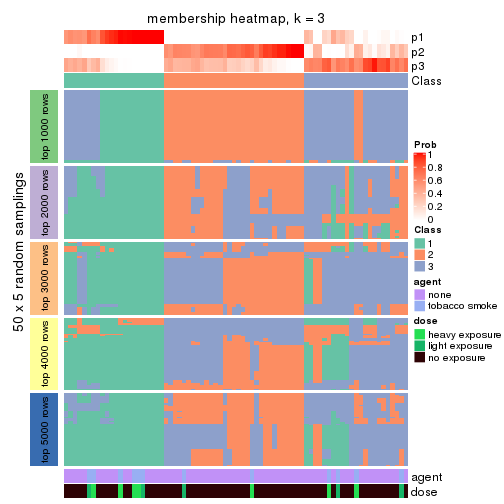 membership heatmap, k = 3
p1
p2
p3
Class
50 x 5 random samplings
top 1000 rows
top 2000 rows
top 3000 rows
top 4000 rows
top 5000 rows
agent
dose
Prob
1
0.8
0.6
0.4
0.2
0
Class
1
2
3
agent
none
tobacco smoke
dose
heavy exposure
light exposure
no exposure